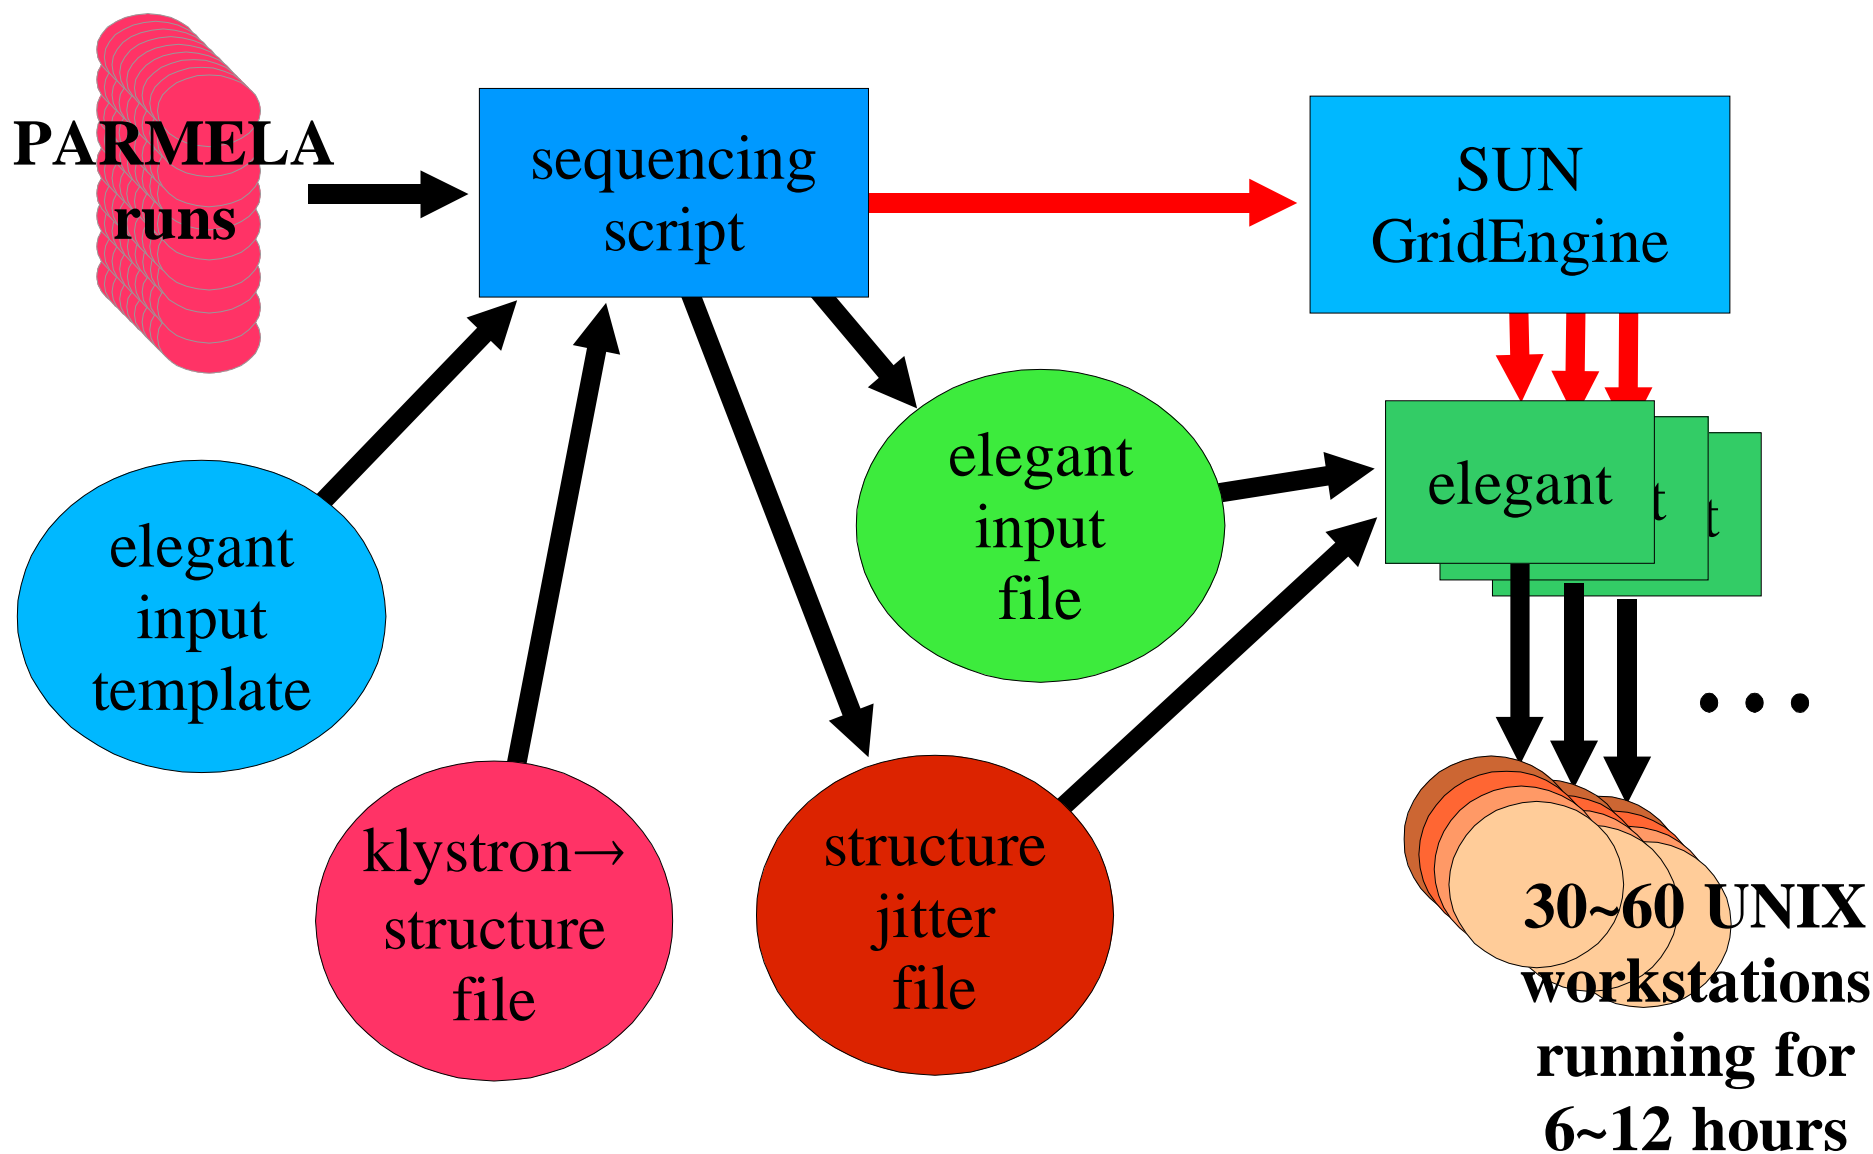 PARMELA
runs
sequencing
script
SUN
GridEngine
elegant
input
template
klystron→
structure
file
structure
jitter
file
elegant
input
file
elegant
t
t
...
30~60 UNIX
workstations
running for
6~12 hours